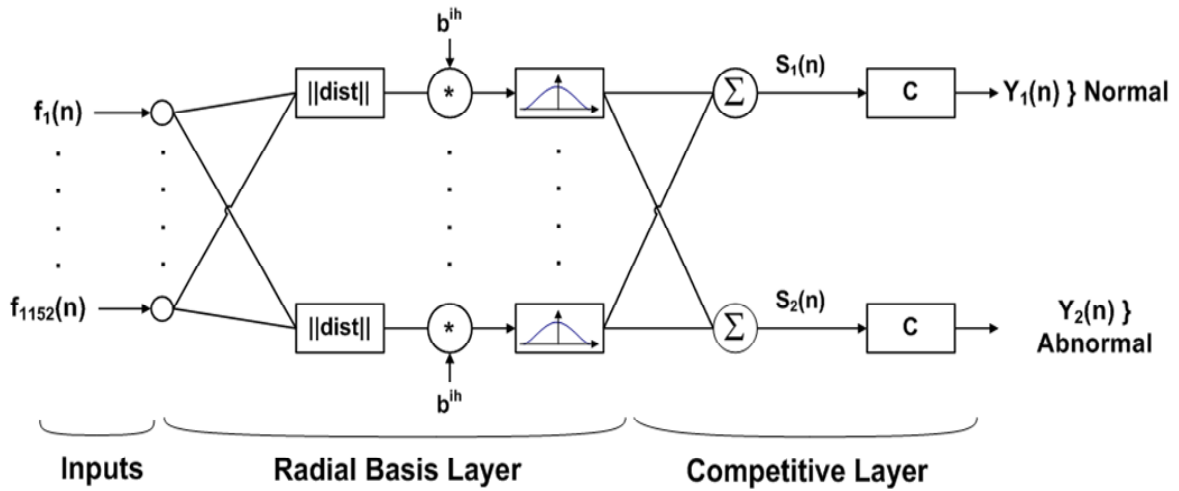 b^ih
||dist||
*
Σ
S₁(n)
C
Y₁(n) } Normal
f₁(n)
f₁₁₅₂(n)
||dist||
*
Σ
S₂(n)
C
Y₂(n) }
Abnormal
b^ih
Inputs
Radial Basis Layer
Competitive Layer